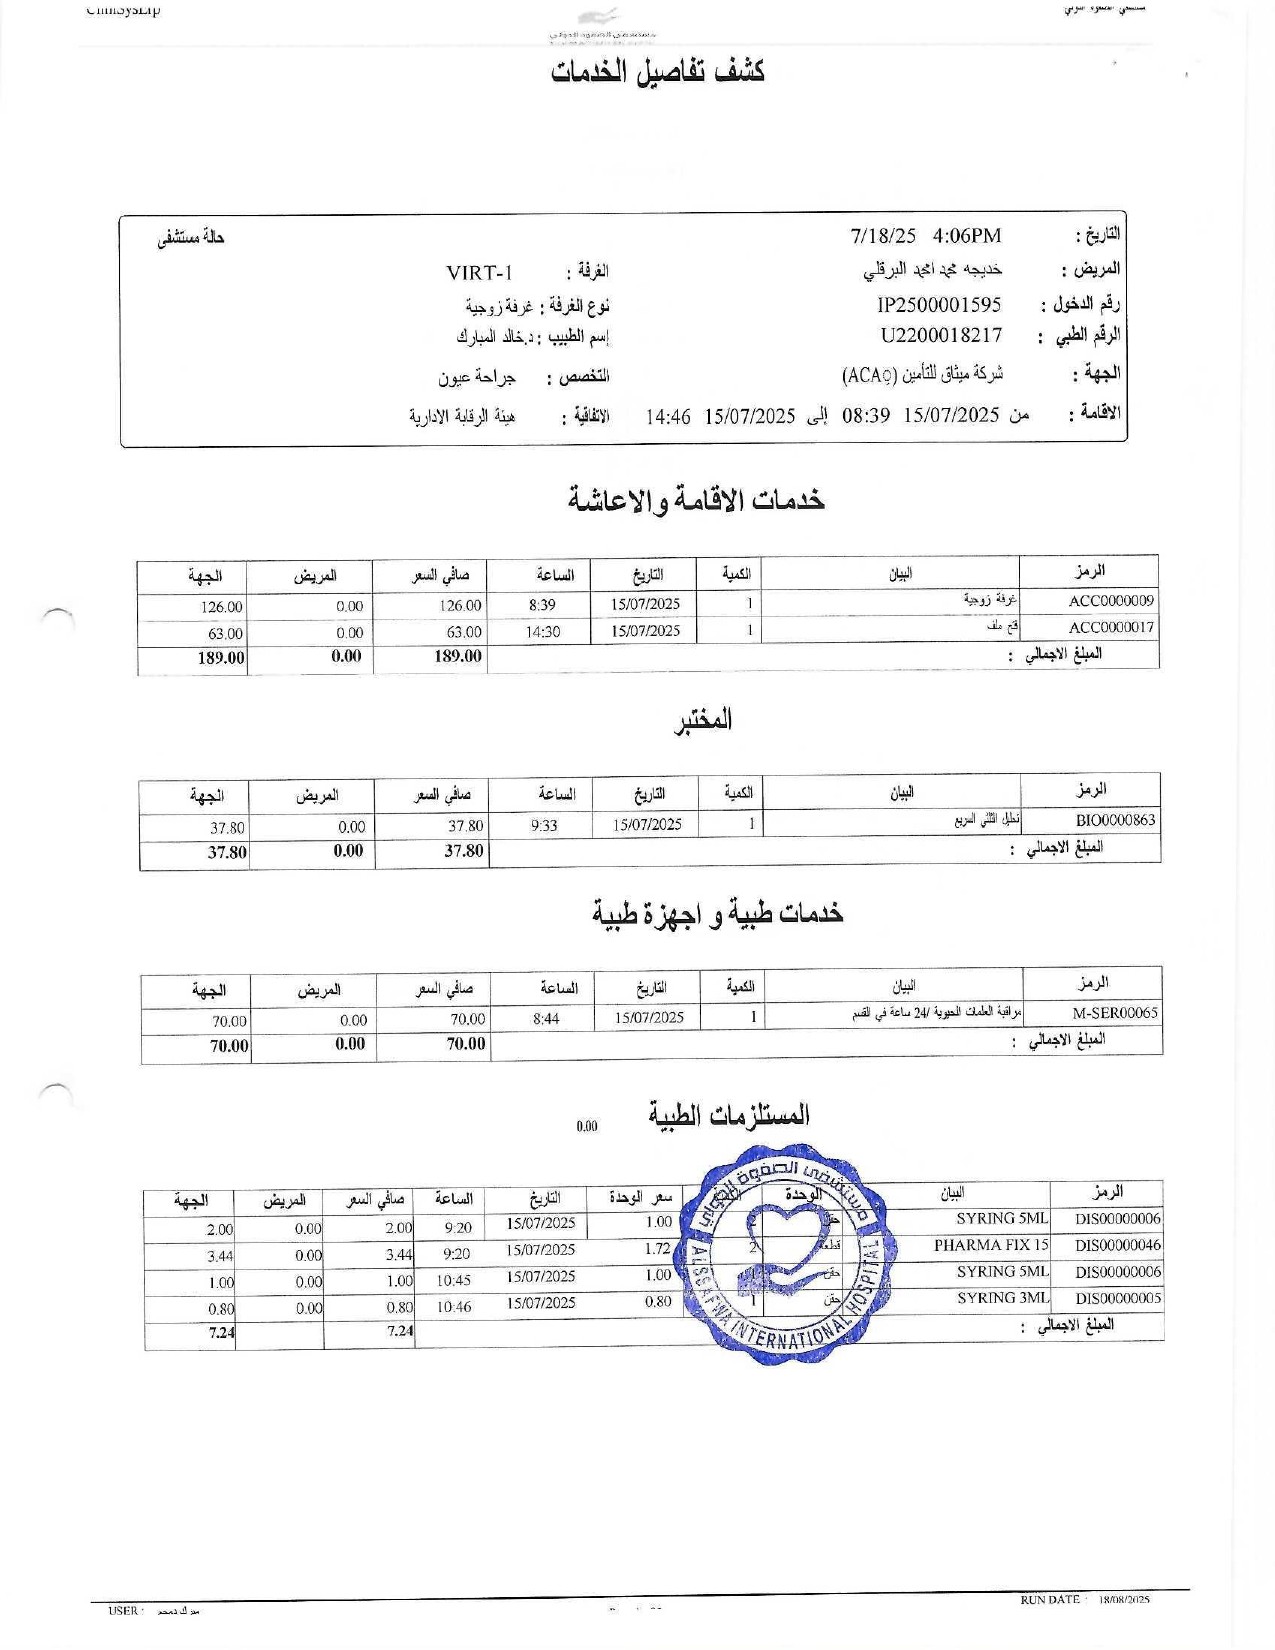 مستشفى الصفوة الدولي
كشف تفاصيل الخدمات
التاريخ : 7/18/25 4:06PM حالة مستشفى
المريض : خديجه محمد امحمد البرقلي الغرفة : VIRT-1
رقم الدخول : IP2500001595 نوع الغرفة : غرفة زوجية
الرقم الطبي : U2200018217 إسم الطبيب : د.خالد المبارك
الجهة : شركة ميثاق للتأمين (ACAO) التخصص : جراحة عيون
الاقامة : من 15/07/2025 08:39 إلى 15/07/2025 14:46 الاتفاقية : هيئة الرقابة الادارية
خدمات الاقامة والاعاشة
الرمز البيان الكمية التاريخ الساعة صافي السعر المريض الجهة
ACC0000009 غرفة زوجية 1 15/07/2025 8:39 126.00 0.00 126.00
ACC0000017 فتح ملف 1 15/07/2025 14:30 63.00 0.00 63.00
المبلغ الاجمالي : 189.00 0.00 189.00
المختبر
الرمز البيان الكمية التاريخ الساعة صافي السعر المريض الجهة
BIO0000863 تحليل الثلثي السريع 1 15/07/2025 9:33 37.80 0.00 37.80
المبلغ الاجمالي : 37.80 0.00 37.80
خدمات طبية و اجهزة طبية
الرمز البيان الكمية التاريخ الساعة صافي السعر المريض الجهة
M-SER00065 مراقبة العلمات الحيوية /24 ساعة في القسم 1 15/07/2025 8:44 70.00 0.00 70.00
المبلغ الاجمالي : 70.00 0.00 70.00
المستلزمات الطبية 0.00
الرمز البيان الوحدة سعر الوحدة التاريخ الساعة صافي السعر المريض الجهة
DIS00000006 SYRING 5ML حقن 1.00 15/07/2025 9:20 2.00 0.00 2.00
DIS00000046 PHARMA FIX 15 قطعة 2 1.72 15/07/2025 9:20 3.44 0.00 3.44
DIS00000006 SYRING 5ML حقن 1.00 15/07/2025 10:45 1.00 0.00 1.00
DIS00000005 SYRING 3ML حقن 1 0.80 15/07/2025 10:46 0.80 0.00 0.80
المبلغ الاجمالي : 7.24 7.24
مستشفى الصفوة الدولي
ALSSAFWA INTERNATIONAL HOSPITAL
RUN DATE : 18/08/2025
USER :